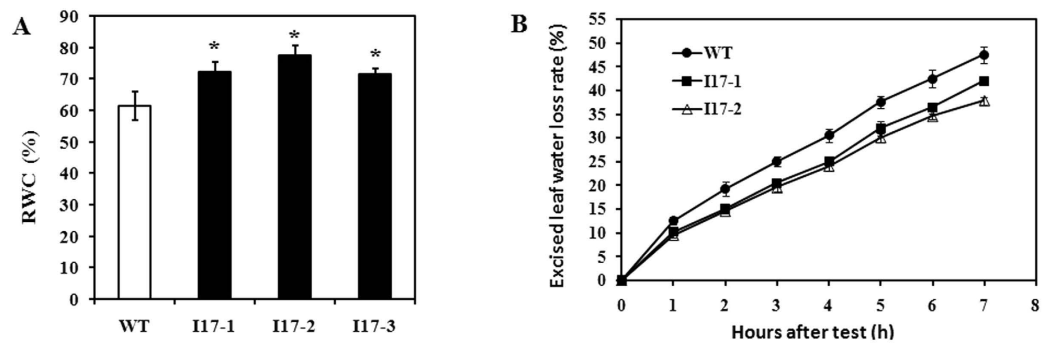 A
RWC (%)
90
80
70
60
50
40
30
20
10
0
*
*
*
WT
I17-1
I17-2
I17-3
B
Excised leaf water loss rate (%)
55
50
45
40
35
30
25
20
15
10
5
0
WT
I17-1
I17-2
0
1
2
3
4
5
6
7
8
Hours after test (h)